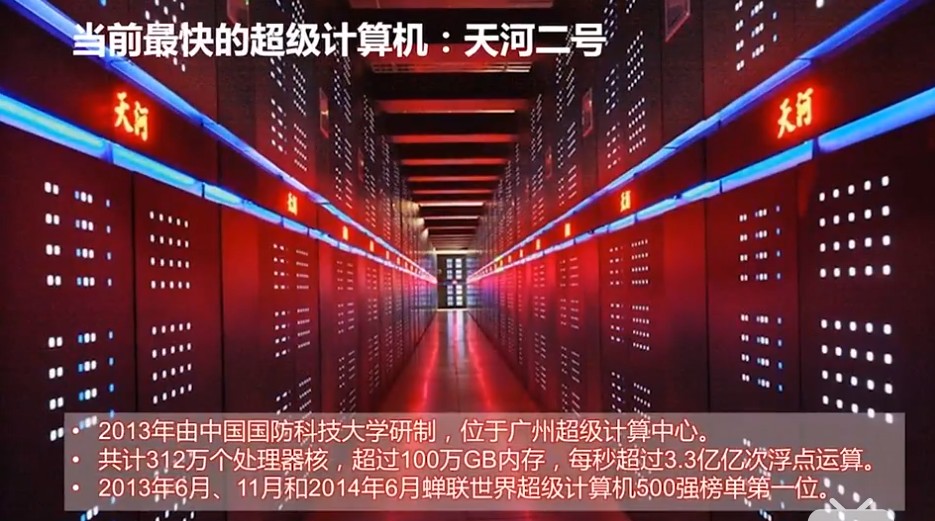 当前最快的超级计算机：天河二号
天河
天河
天河
天河
• 2013年由中国国防科技大学研制，位于广州超级计算中心。
• 共计312万个处理器核，超过100万GB内存，每秒超过3.3亿亿次浮点运算。
• 2013年6月、11月和2014年6月蝉联世界超级计算机500强榜单第一位。